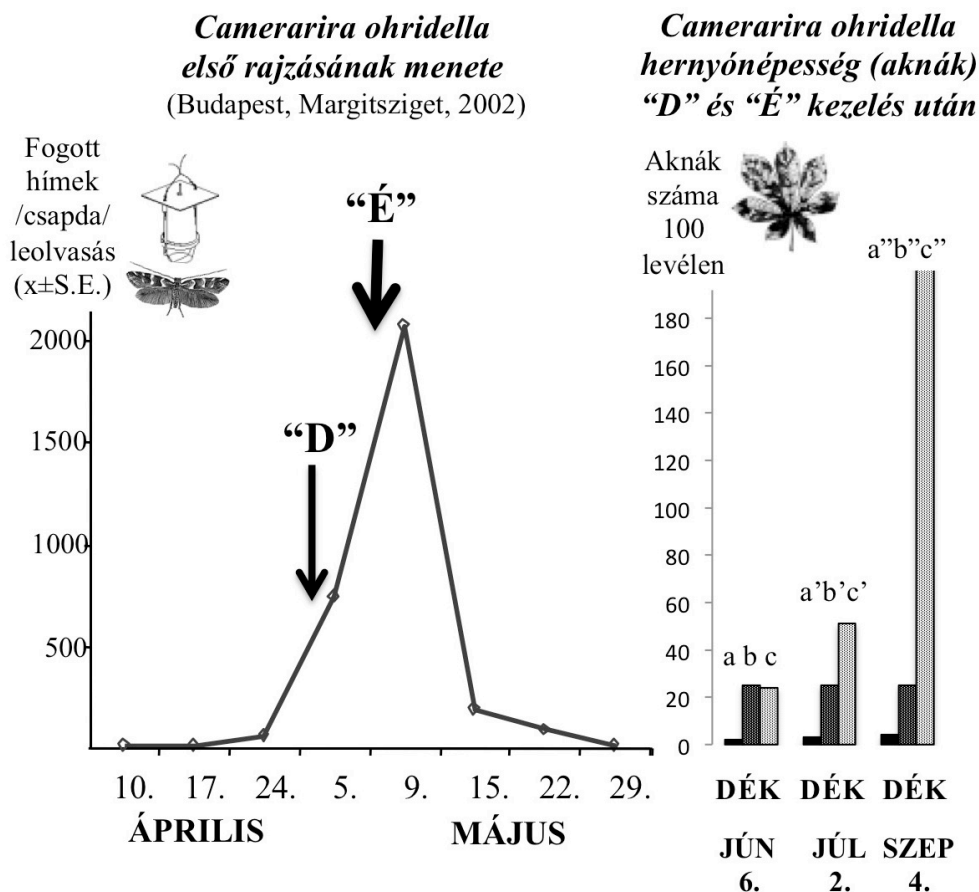 Camerarira ohridella
első rajzásának menete
(Budapest, Margitsziget, 2002)
Fogott
hímek
/csapda/
leolvasás
(x±S.E.)
“É”
“D”
2000
1500
1000
500
10. 17. 24. 5. 9. 15. 22. 29.
ÁPRILIS MÁJUS
Camerarira ohridella
hernyónépesség (aknák)
“D” és “É” kezelés után
Aknák
száma
100
levélen
a”b”c”
a’b’c’
a b c
180
160
140
120
100
80
60
40
20
0
DÉK DÉK DÉK
JÚN JÚL SZEP
6. 2. 4.